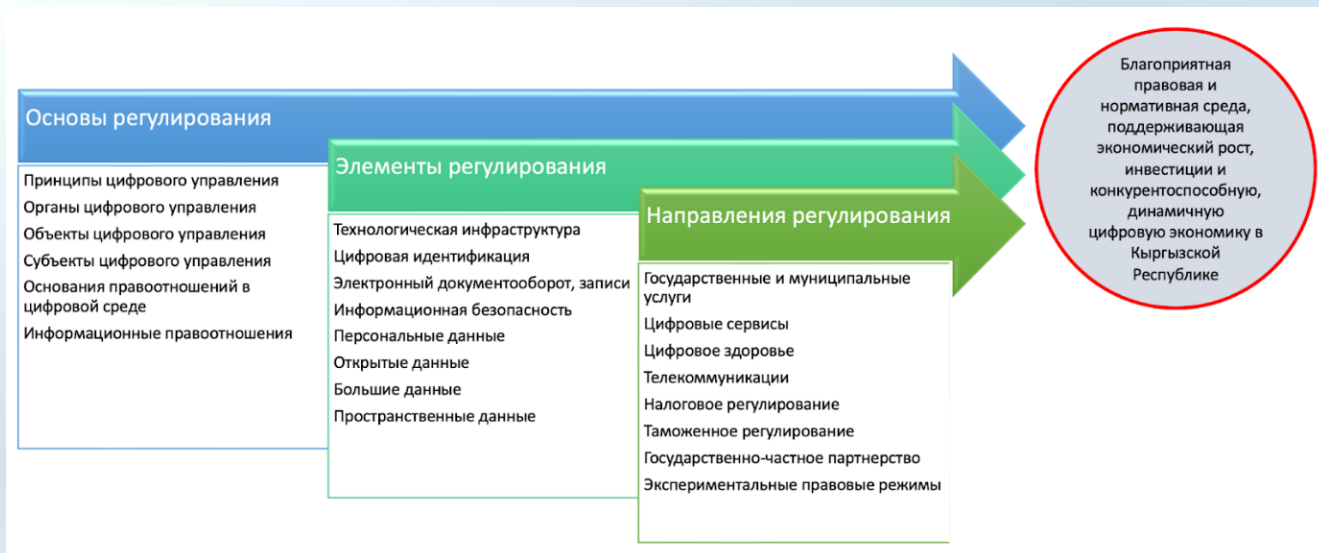 Основы регулирования
Принципы цифрового управления
Органы цифрового управления
Объекты цифрового управления
Субъекты цифрового управления
Основания правоотношений в
цифровой среде
Информационные правоотношения
Элементы регулирования
Технологическая инфраструктура
Цифровая идентификация
Электронный документооборот, записи
Информационная безопасность
Персональные данные
Открытые данные
Большие данные
Пространственные данные
Направления регулирования
Государственные и муниципальные
услуги
Цифровые сервисы
Цифровое здоровье
Телекоммуникации
Налоговое регулирование
Таможенное регулирование
Государственно-частное партнерство
Экспериментальные правовые режимы
Благоприятная
правовая и
нормативная среда,
поддерживающая
экономический рост,
инвестиции и
конкурентоспособную,
динамичную
цифровую экономику в
Кыргызской
Республике